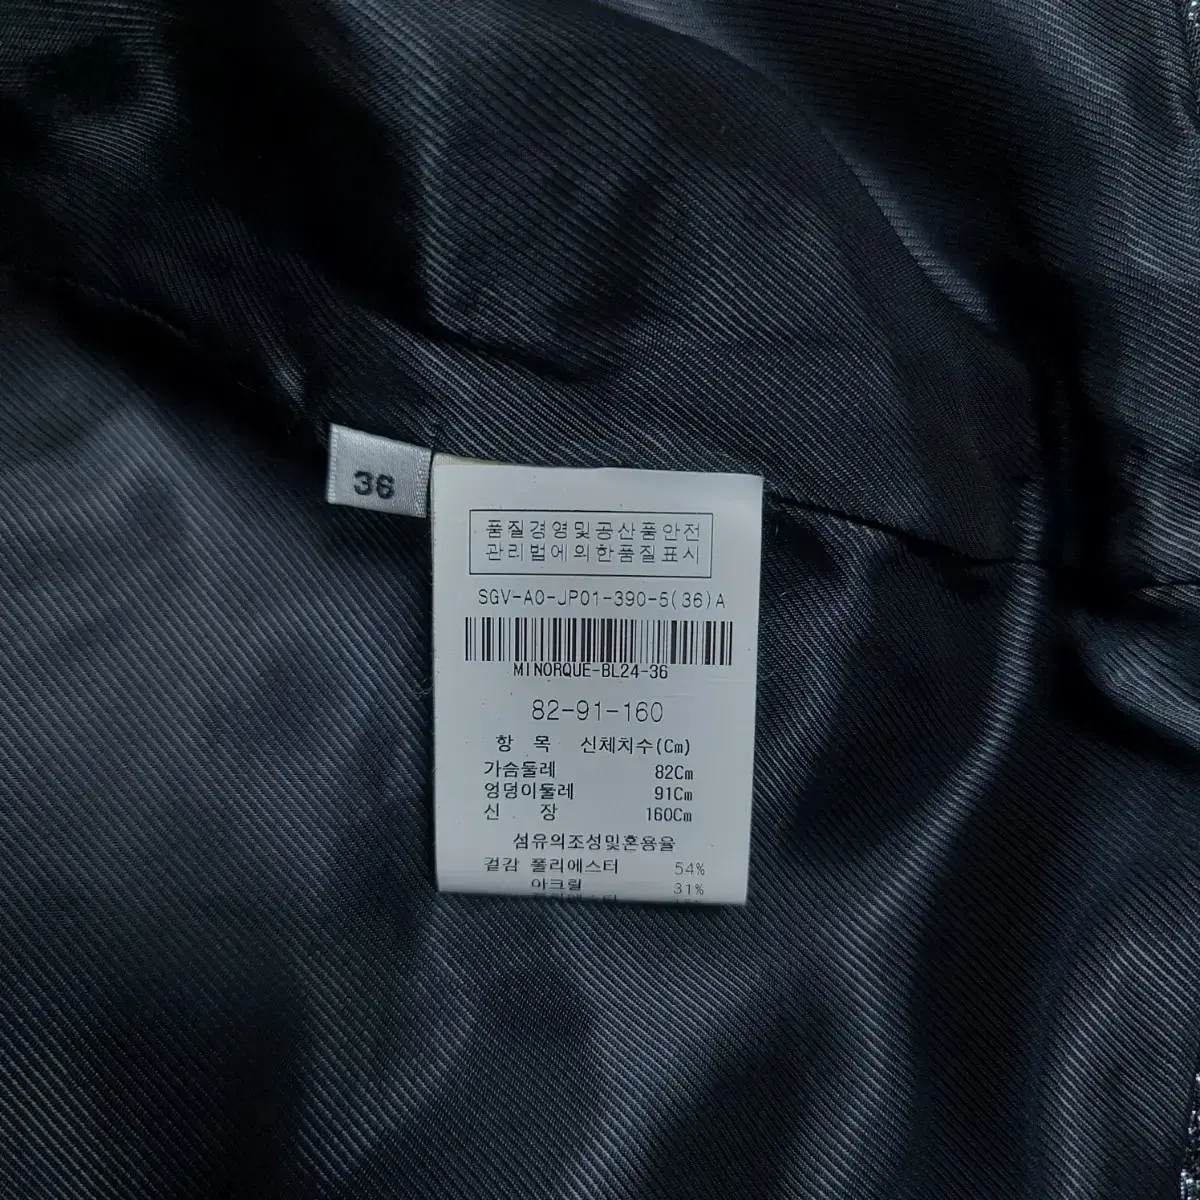 36
품질경영및공산품안전
관리법에의한품질표시
SGV-A0-JP01-390-5(36)A
MINORQUE-BL24-36
82-91-160
항 목 신체치수(Cm)
가슴둘레 82Cm
엉덩이둘레 91Cm
신 장 160Cm
섬유의조성및혼용율
겉감 폴리에스터 54%
아크릴 31%